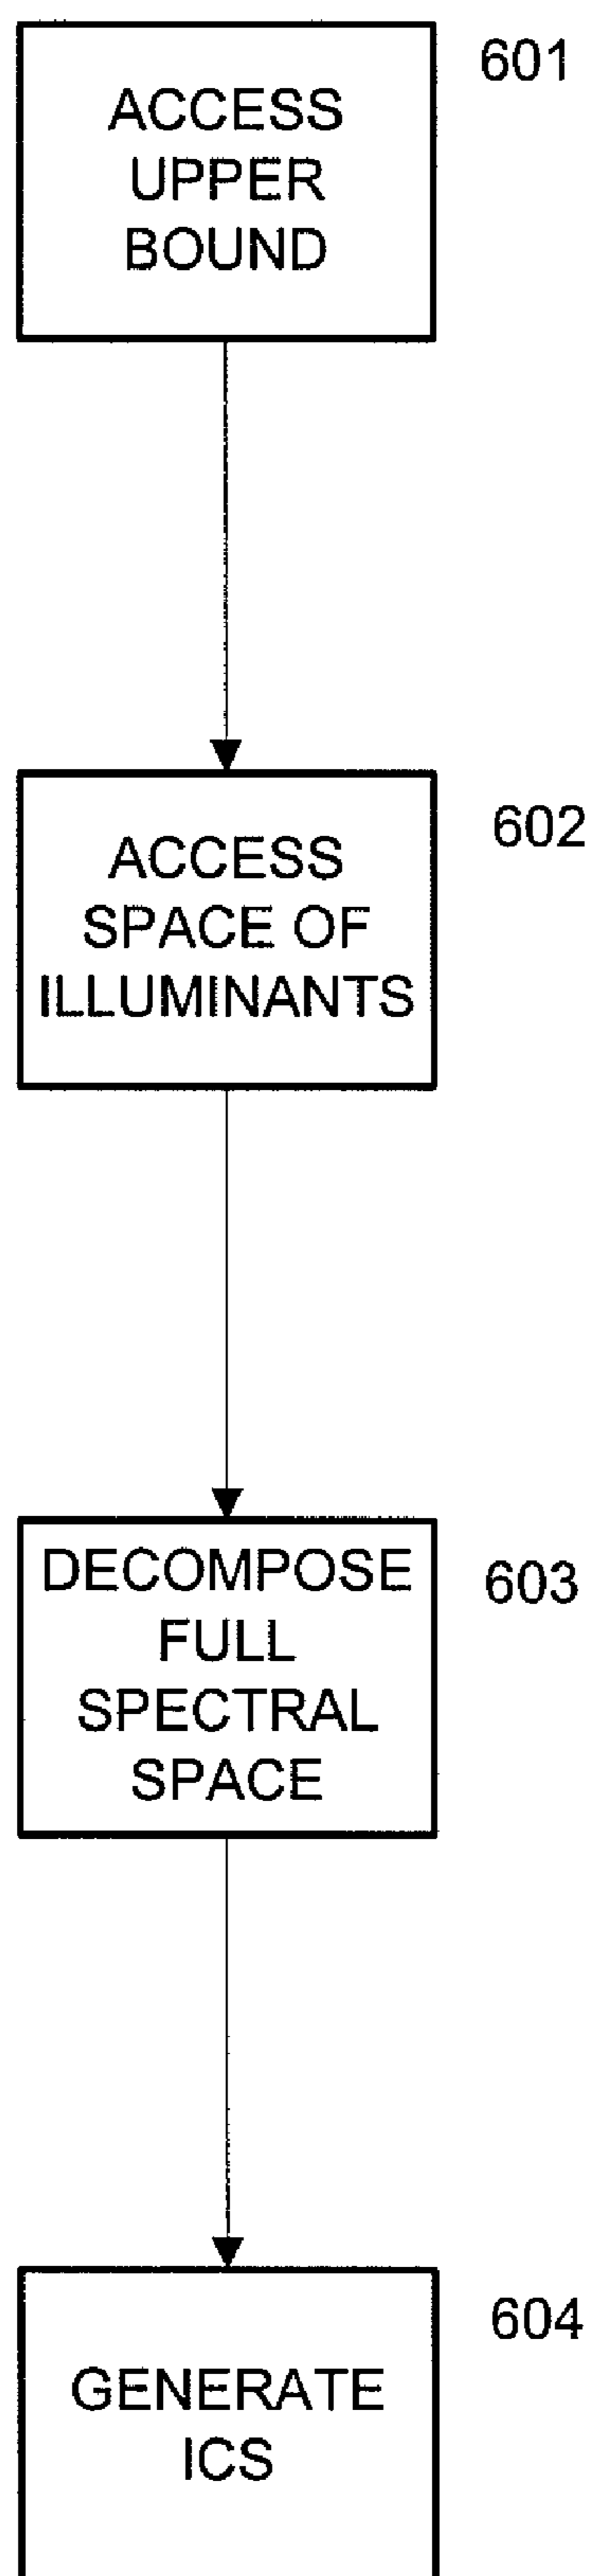 601
ACCESS
UPPER
BOUND
602
ACCESS
SPACE OF
ILLUMINANTS
603
DECOMPOSE
FULL
SPECTRAL
SPACE
604
GENERATE
ICS